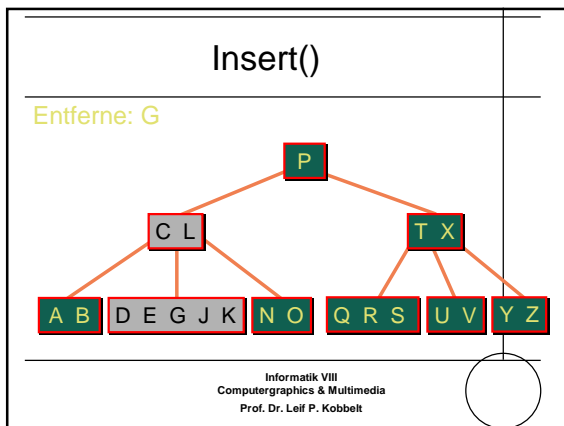 Insert()
Entferne: G
P
C L
T X
A B
D E G J K
N O
Q R S
U V
Y Z
Informatik VIII
Computergraphics & Multimedia
Prof. Dr. Leif P. Kobbelt